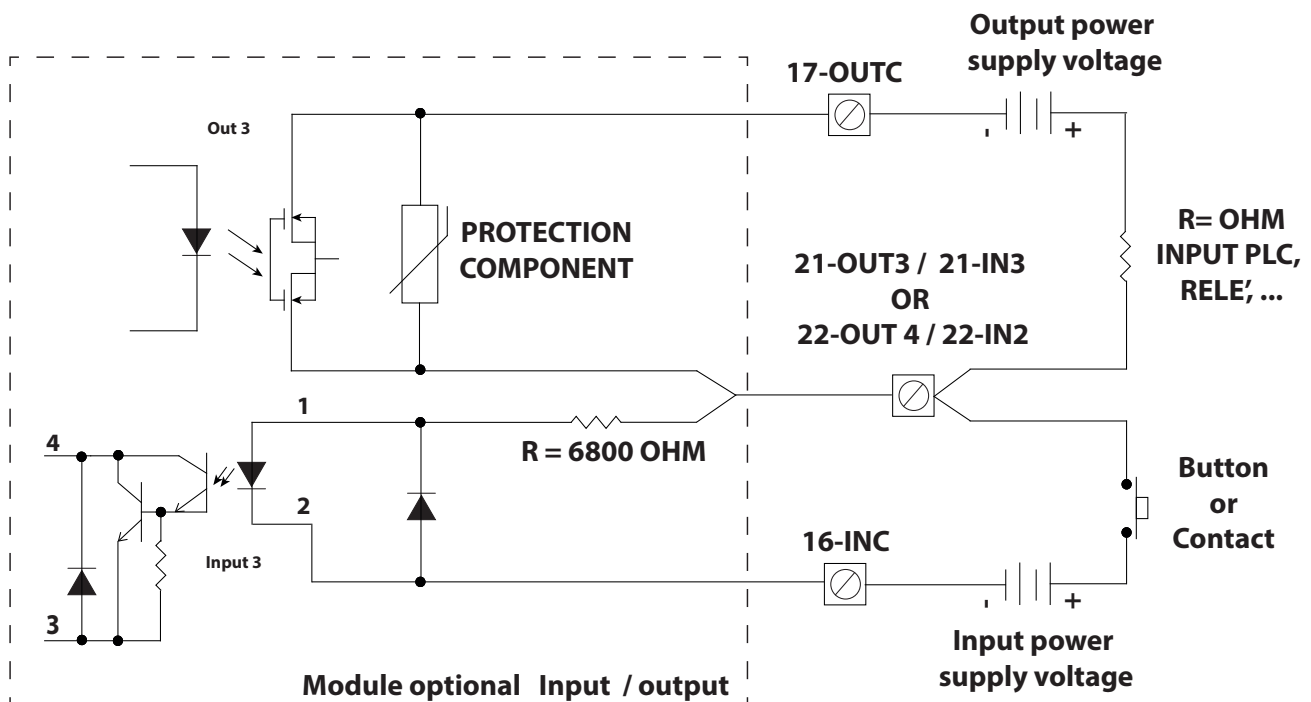 Output power
supply voltage
17-OUTC
- +
Out 3
PROTECTION
COMPONENT
R= OHM
INPUT PLC,
RELE’, ...
21-OUT3 / 21-IN3
OR
22-OUT 4 / 22-IN2
1
R = 6800 OHM
4
2
Button
or
Contact
Input 3
16-INC
- +
3
Input power
supply voltage
Module optional Input / output